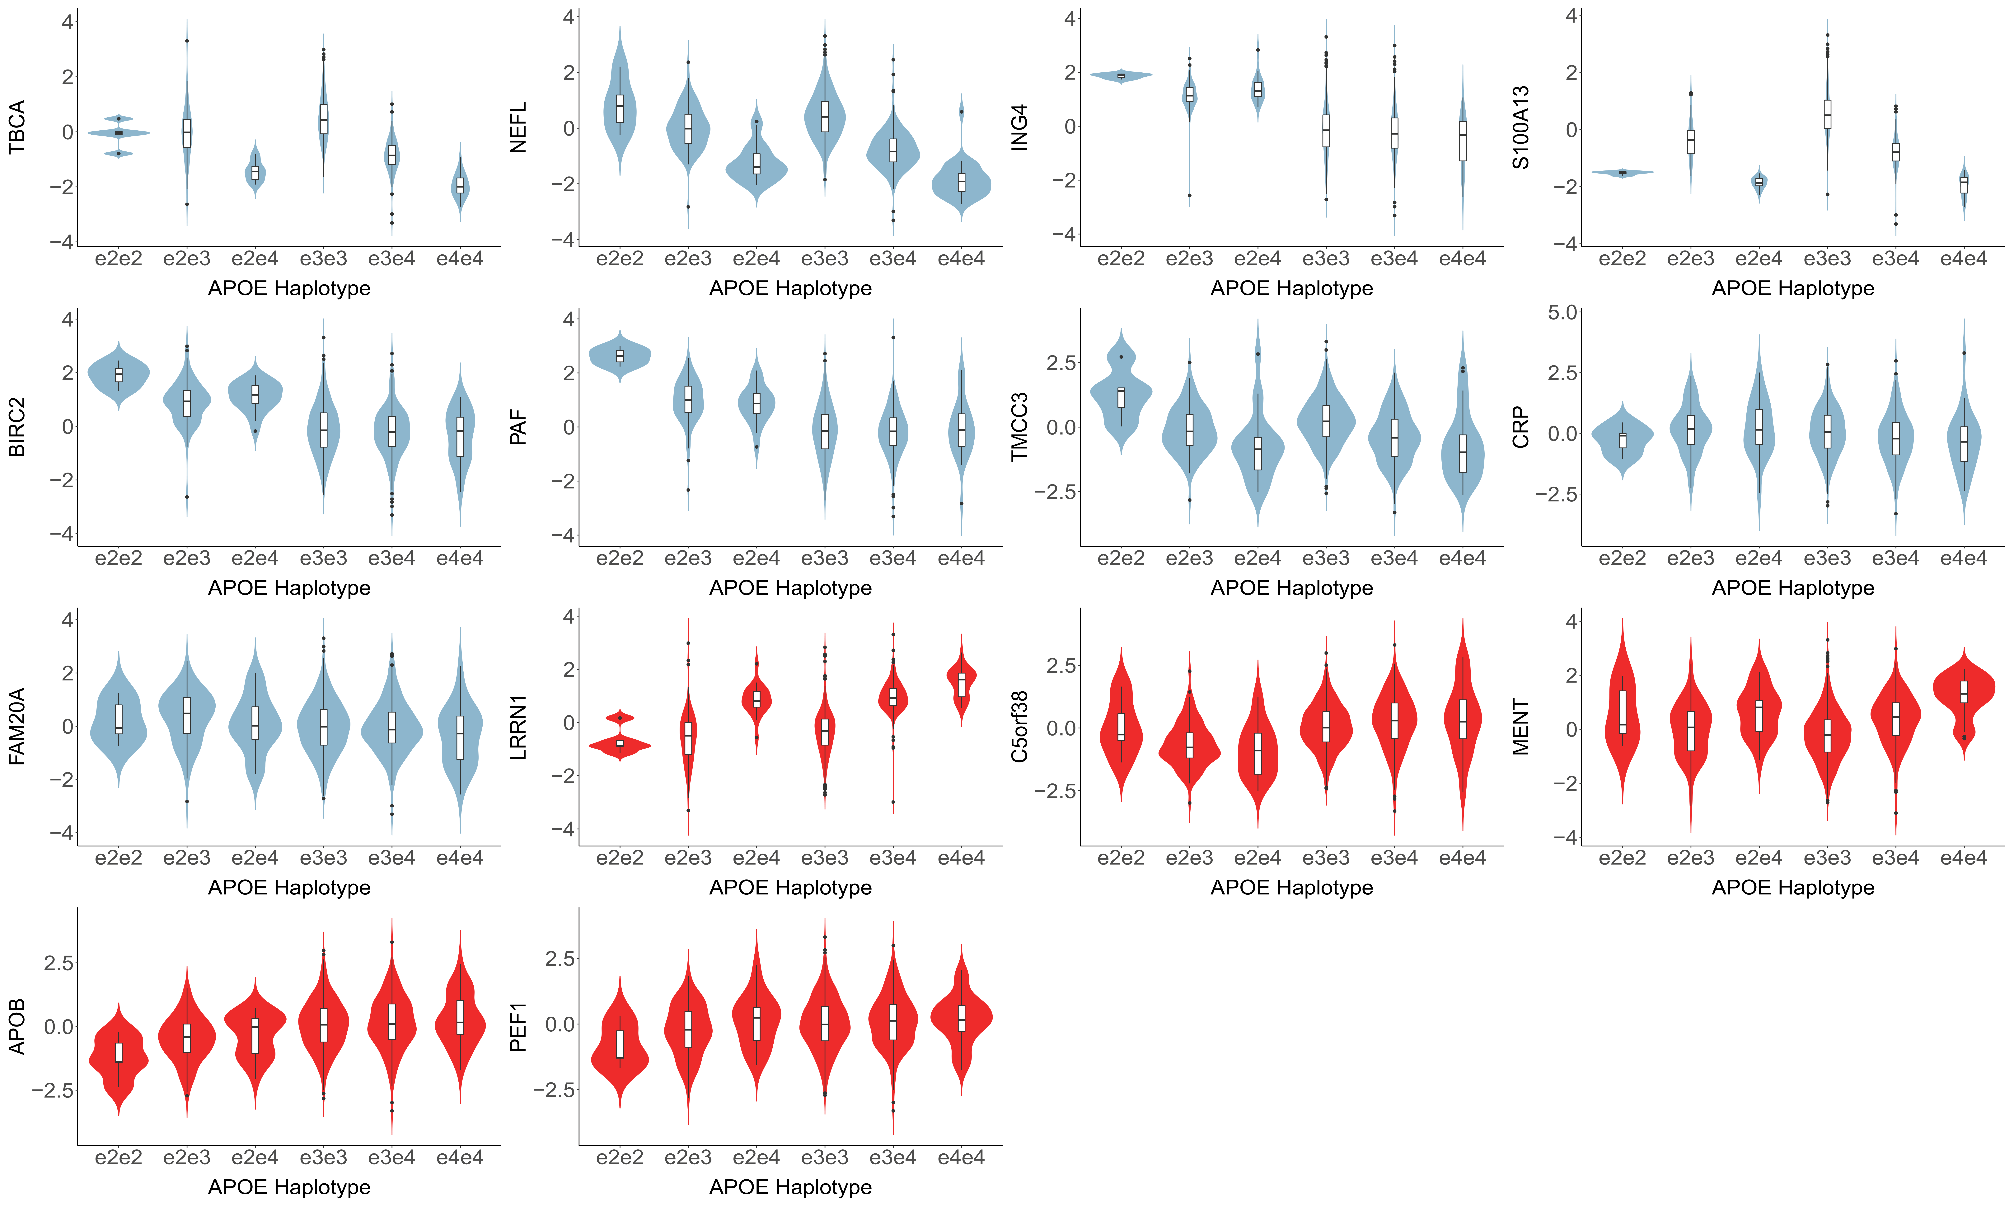 TBCA
4
2
0
−2
−4
e2e2 e2e3 e2e4 e3e3 e3e4 e4e4
APOE Haplotype
NEFL
4
2
0
−2
−4
e2e2 e2e3 e2e4 e3e3 e3e4 e4e4
APOE Haplotype
ING4
4
2
0
−2
−4
e2e2 e2e3 e2e4 e3e3 e3e4 e4e4
APOE Haplotype
S100A13
4
2
0
−2
−4
e2e2 e2e3 e2e4 e3e3 e3e4 e4e4
APOE Haplotype
BIRC2
4
2
0
−2
−4
e2e2 e2e3 e2e4 e3e3 e3e4 e4e4
APOE Haplotype
PAF
4
2
0
−2
−4
e2e2 e2e3 e2e4 e3e3 e3e4 e4e4
APOE Haplotype
TMCC3
2.5
0.0
−2.5
e2e2 e2e3 e2e4 e3e3 e3e4 e4e4
APOE Haplotype
CRP
5.0
2.5
0.0
−2.5
e2e2 e2e3 e2e4 e3e3 e3e4 e4e4
APOE Haplotype
FAM20A
4
2
0
−2
−4
e2e2 e2e3 e2e4 e3e3 e3e4 e4e4
APOE Haplotype
LRRN1
4
2
0
−2
−4
e2e2 e2e3 e2e4 e3e3 e3e4 e4e4
APOE Haplotype
C5orf38
2.5
0.0
−2.5
e2e2 e2e3 e2e4 e3e3 e3e4 e4e4
APOE Haplotype
MENT
4
2
0
−2
−4
e2e2 e2e3 e2e4 e3e3 e3e4 e4e4
APOE Haplotype
APOB
2.5
0.0
−2.5
e2e2 e2e3 e2e4 e3e3 e3e4 e4e4
APOE Haplotype
PEF1
2.5
0.0
−2.5
e2e2 e2e3 e2e4 e3e3 e3e4 e4e4
APOE Haplotype